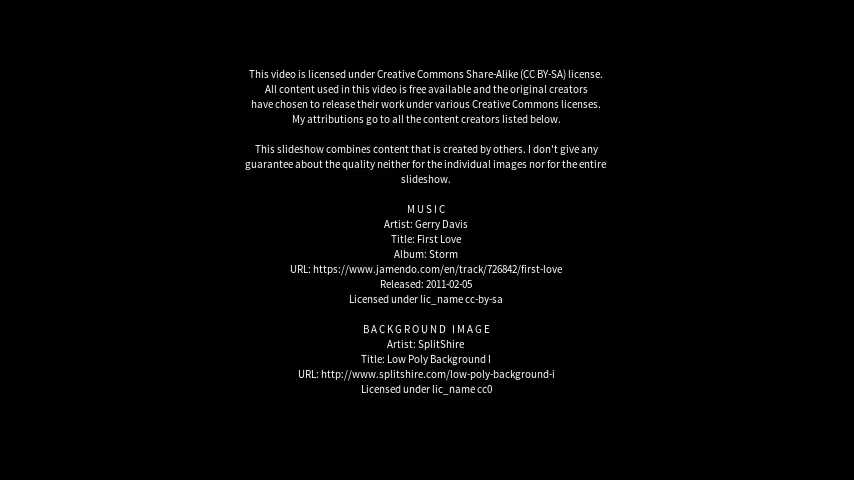 This video is licensed under Creative Commons Share-Alike (CC BY-SA) license.
All content used in this video is free available and the original creators
have chosen to release their work under various Creative Commons licenses.
My attributions go to all the content creators listed below.
This slideshow combines content that is created by others. I don't give any
guarantee about the quality neither for the individual images nor for the entire
slideshow.
MUSIC
Artist: Gerry Davis
Title: First Love
Album: Storm
URL: https://www.jamendo.com/en/track/726842/first-love
Released: 2011-02-05
Licensed under lic_name cc-by-sa
BACKGROUND IMAGE
Artist: SplitShire
Title: Low Poly Background I
URL: http://www.splitshire.com/low-poly-background-i
Licensed under lic_name cc0